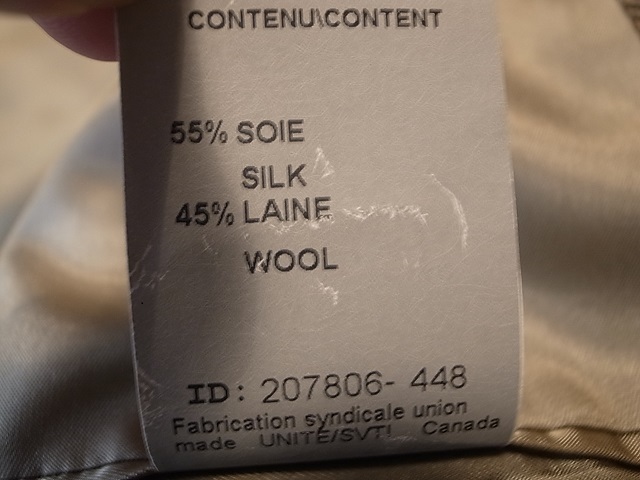 CONTENU\CONTENT
55% SOIE
SILK
45% LAINE
WOOL
ID: 207806- 448
Fabrication syndicale union
made UNITE/SVTI Canada